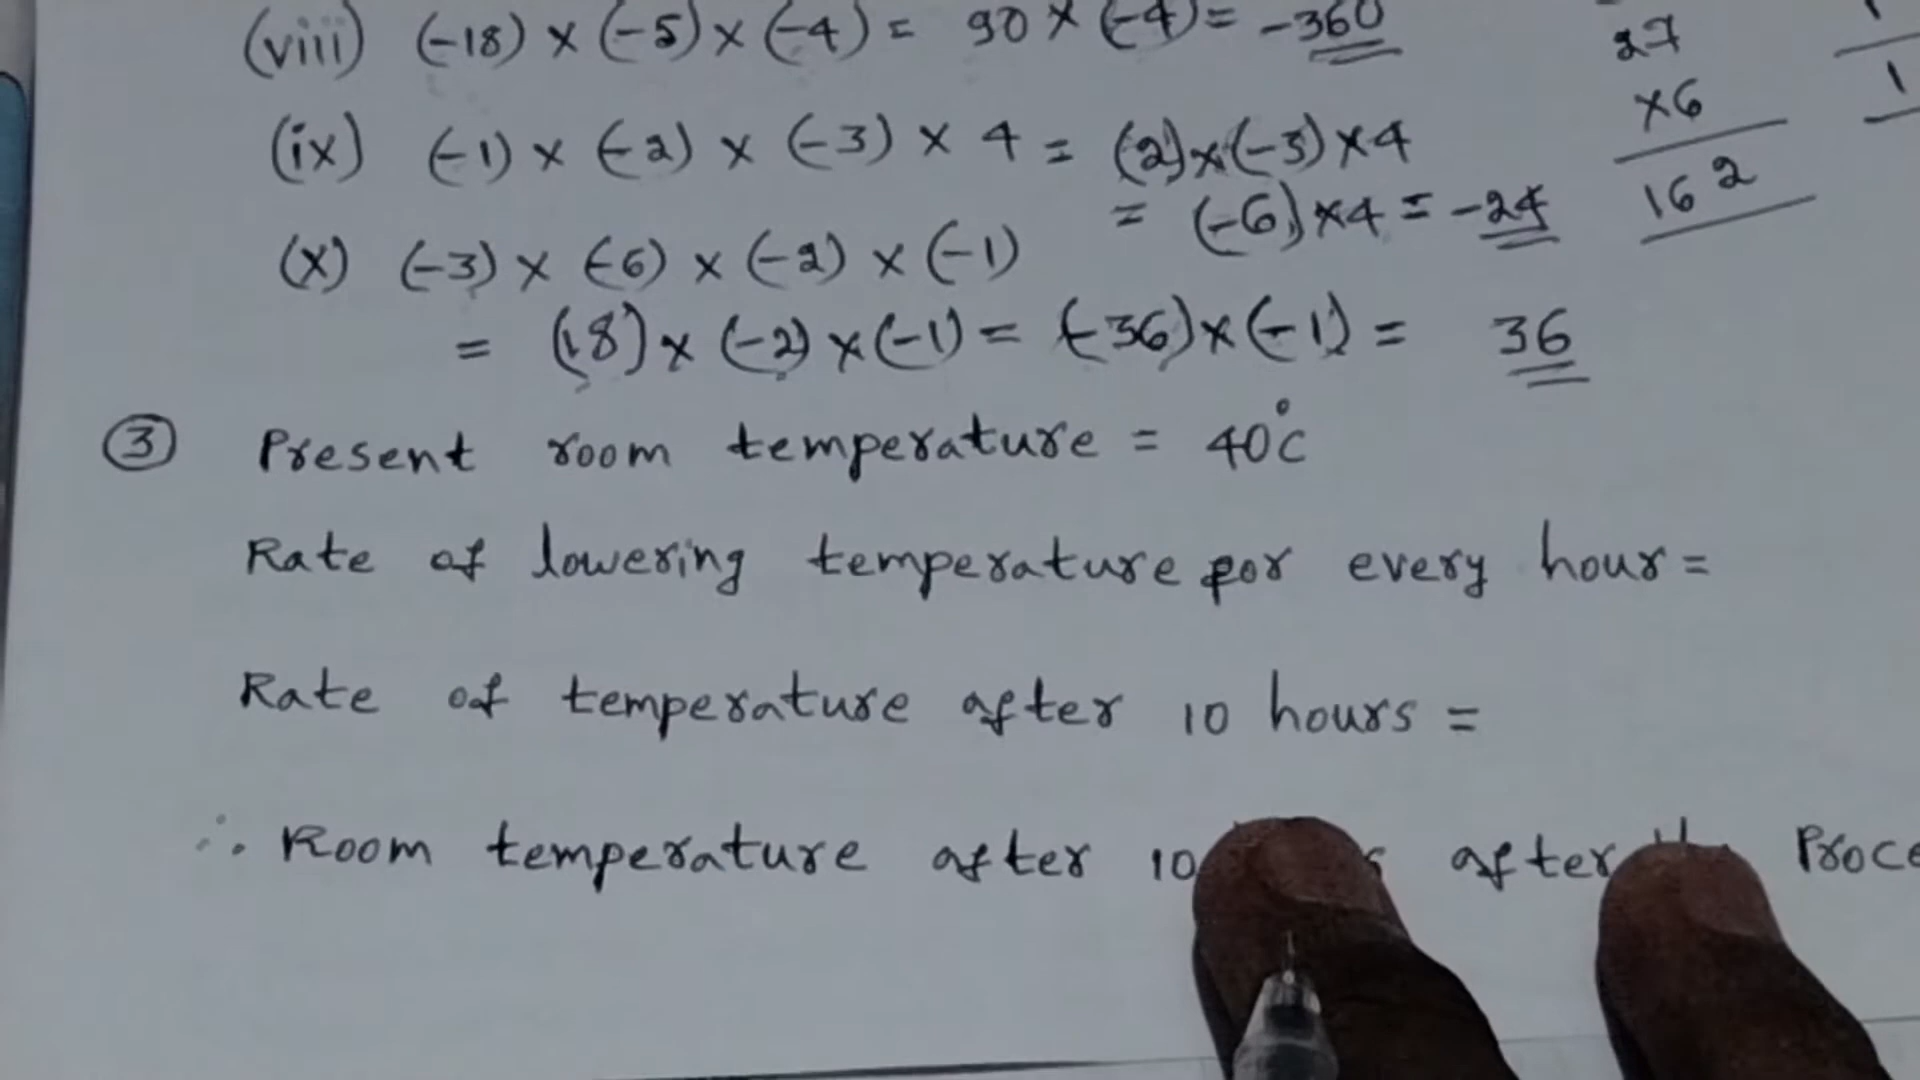 (viii) (-18) × (-5) × (-4) = 90 × (-4) = -360
(ix) (-1) × (-2) × (-3) × 4 = (2) × (-3) × 4
= (-6) × 4 = -24
(x) (-3) × (-6) × (-2) × (-1)
= (18) × (-2) × (-1) = (-36) × (-1) = 36
27
×6
162
1
③ Present room temperature = 40°C
Rate of lowering temperature for every hour =
Rate of temperature after 10 hours =
∴ Room temperature after 10 after Proce